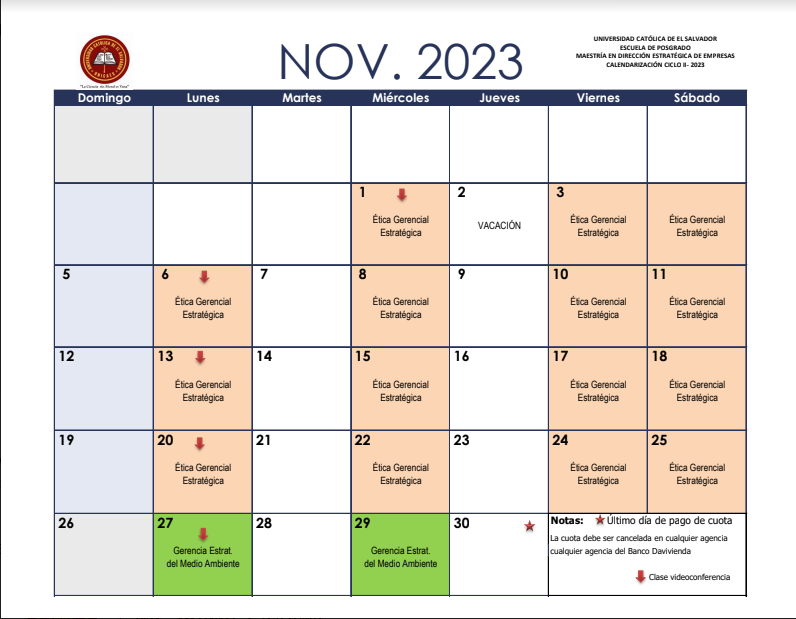 NOV. 2023
UNIVERSIDAD CATÓLICA DE EL SALVADOR
ESCUELA DE POSGRADO
MAESTRÍA EN DIRECCIÓN ESTRATÉGICA DE EMPRESAS
CALENDARIZACIÓN CICLO II- 2023
Domingo Lunes Martes Miércoles Jueves Viernes Sábado
1 2 3
Ética Gerencial
Estratégica
VACACIÓN
Ética Gerencial
Estratégica
Ética Gerencial
Estratégica
5 6 7 8 9 10 11
Ética Gerencial
Estratégica
Ética Gerencial
Estratégica
Ética Gerencial
Estratégica
Ética Gerencial
Estratégica
12 13 14 15 16 17 18
Ética Gerencial
Estratégica
Ética Gerencial
Estratégica
Ética Gerencial
Estratégica
Ética Gerencial
Estratégica
19 20 21 22 23 24 25
Ética Gerencial
Estratégica
Ética Gerencial
Estratégica
Ética Gerencial
Estratégica
Ética Gerencial
Estratégica
26 27 28 29 30
Gerencia Estrat.
del Medio Ambiente
Gerencia Estrat.
del Medio Ambiente
Notas: Último día de pago de cuota
La cuota debe ser cancelada en cualquier agencia
cualquier agencia del Banco Davivienda
Clase videoconferencia